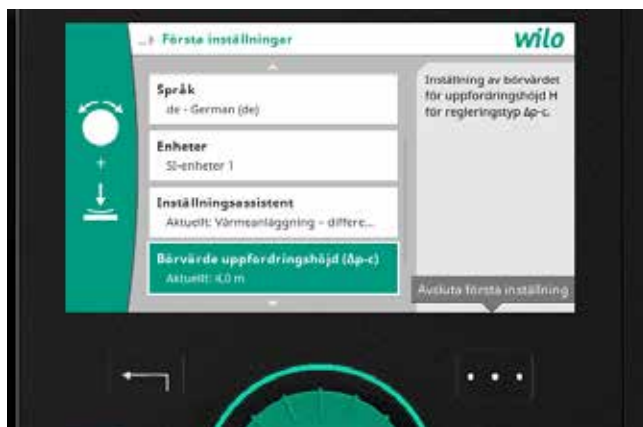 Första inställningar
wilo
Språk
de - German (de)
Enheter
SI-enheter 1
Inställningsassistent
Aktuellt: Värmeanläggning – differe...
Börvärde uppfordringshöjd (Δp-c)
Aktuellt: 4,0 m
Inställning av börvärdet
för uppfordringshöjd H
för regleringstyp Δp-c.
Avsluta första inställning